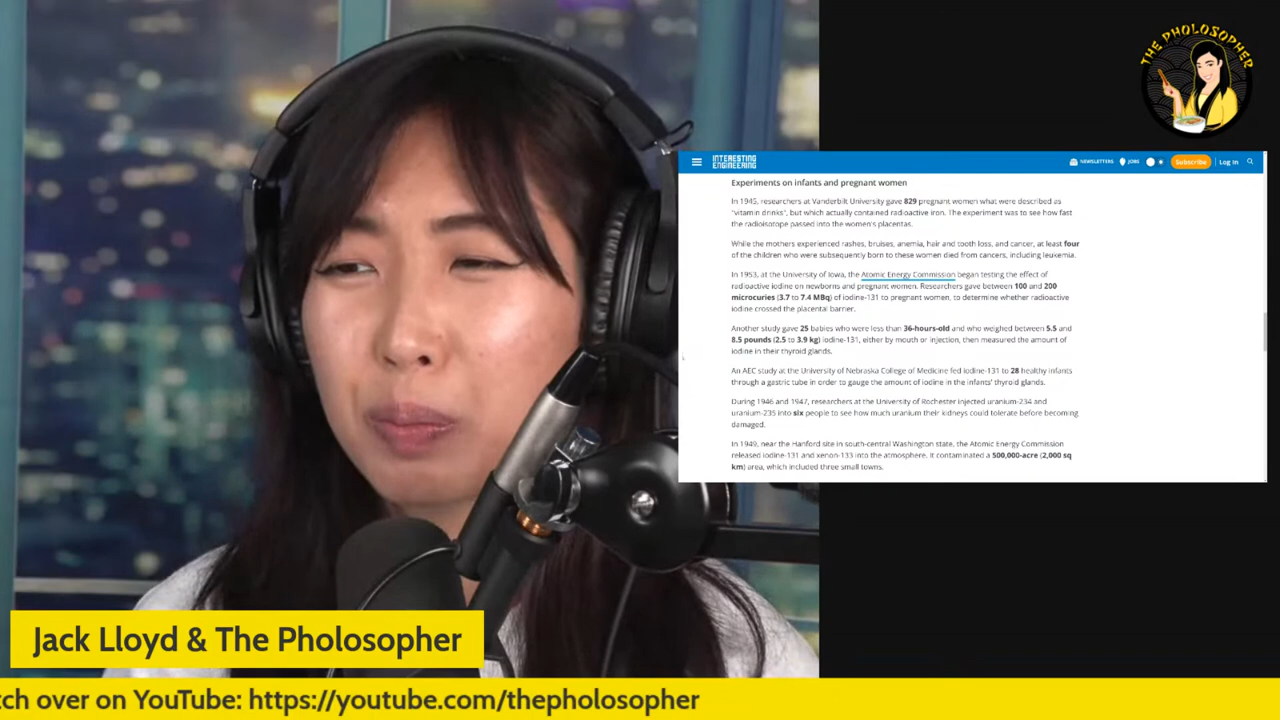 THE PHOLOSOPHER
INTERESTING
ENGINEERING
NEWSLETTERS
JOBS
Subscribe
Log In
Experiments on infants and pregnant women
In 1945, researchers at Vanderbilt University gave 829 pregnant women what were described as
"vitamin drinks", but which actually contained radioactive iron. The experiment was to see how fast
the radioisotope passed into the women's placentas.
While the mothers experienced rashes, bruises, anemia, hair and tooth loss, and cancer, at least four
of the children who were subsequently born to these women died from cancers, including leukemia.
In 1953, at the University of Iowa, the Atomic Energy Commission began testing the effect of
radioactive iodine on newborns and pregnant women. Researchers gave between 100 and 200
microcuries (3.7 to 7.4 MBq) of iodine-131 to pregnant women, to determine whether radioactive
iodine crossed the placental barrier.
Another study gave 25 babies who were less than 36-hours-old and who weighed between 5.5 and
8.5 pounds (2.5 to 3.9 kg) iodine-131, either by mouth or injection, then measured the amount of
iodine in their thyroid glands.
An AEC study at the University of Nebraska College of Medicine fed iodine-131 to 28 healthy infants
through a gastric tube in order to gauge the amount of iodine in the infants' thyroid glands.
During 1946 and 1947, researchers at the University of Rochester injected uranium-234 and
uranium-235 into six people to see how much uranium their kidneys could tolerate before becoming
damaged.
In 1949, near the Hanford site in south-central Washington state, the Atomic Energy Commission
released iodine-131 and xenon-133 into the atmosphere. It contaminated a 500,000-acre (2,000 sq
km) area, which included three small towns.
Jack Lloyd & The Pholosopher
tch over on YouTube: https://youtube.com/thepholosopher